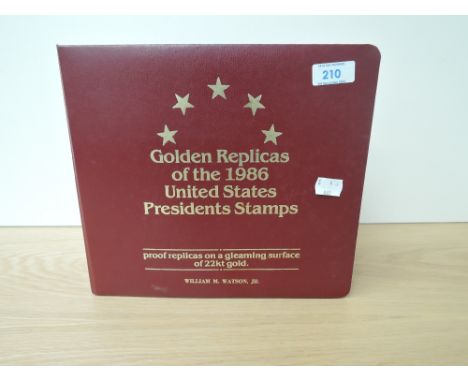 210
Golden Replicas
of the 1986
United States
Presidents Stamps
proof replicas on a gleaming surface
of 22kt gold.
WILLIAM M. WATSON, JR.